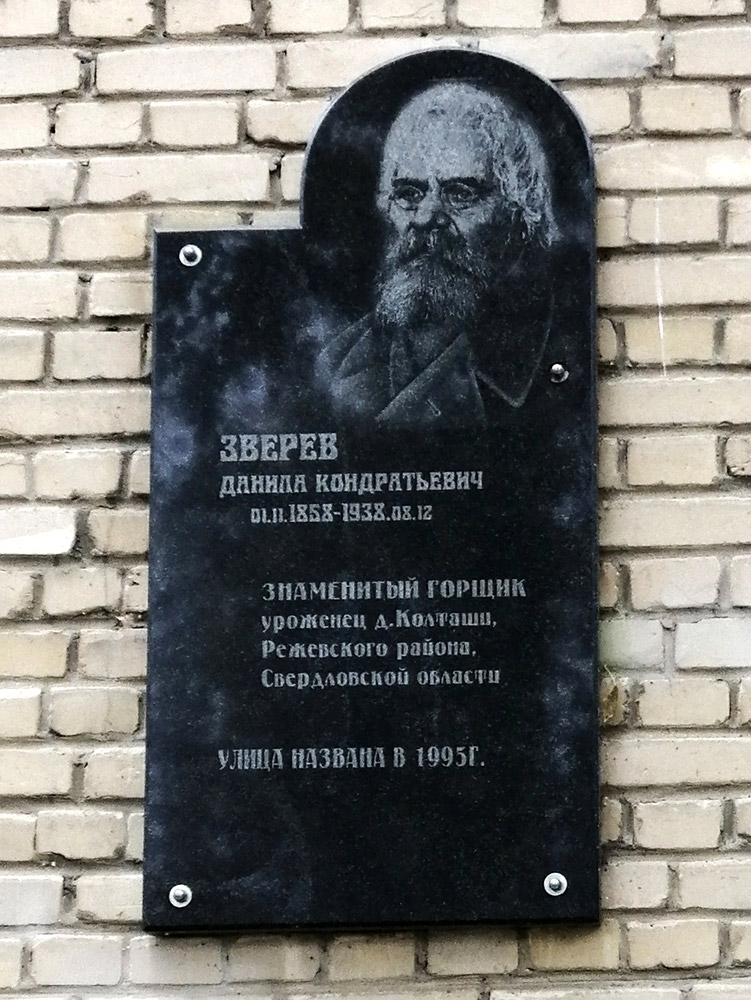 ЗВЕРЕВ
ДАНИЛА КОНДРАТЬЕВИЧ
01.11.1858-1938.08.12
ЗНАМЕНИТЫЙ ГОРЩИК
уроженец д.Колташи,
Режевского района,
Свердловской области
УЛИЦА НАЗВАНА В 1995Г.